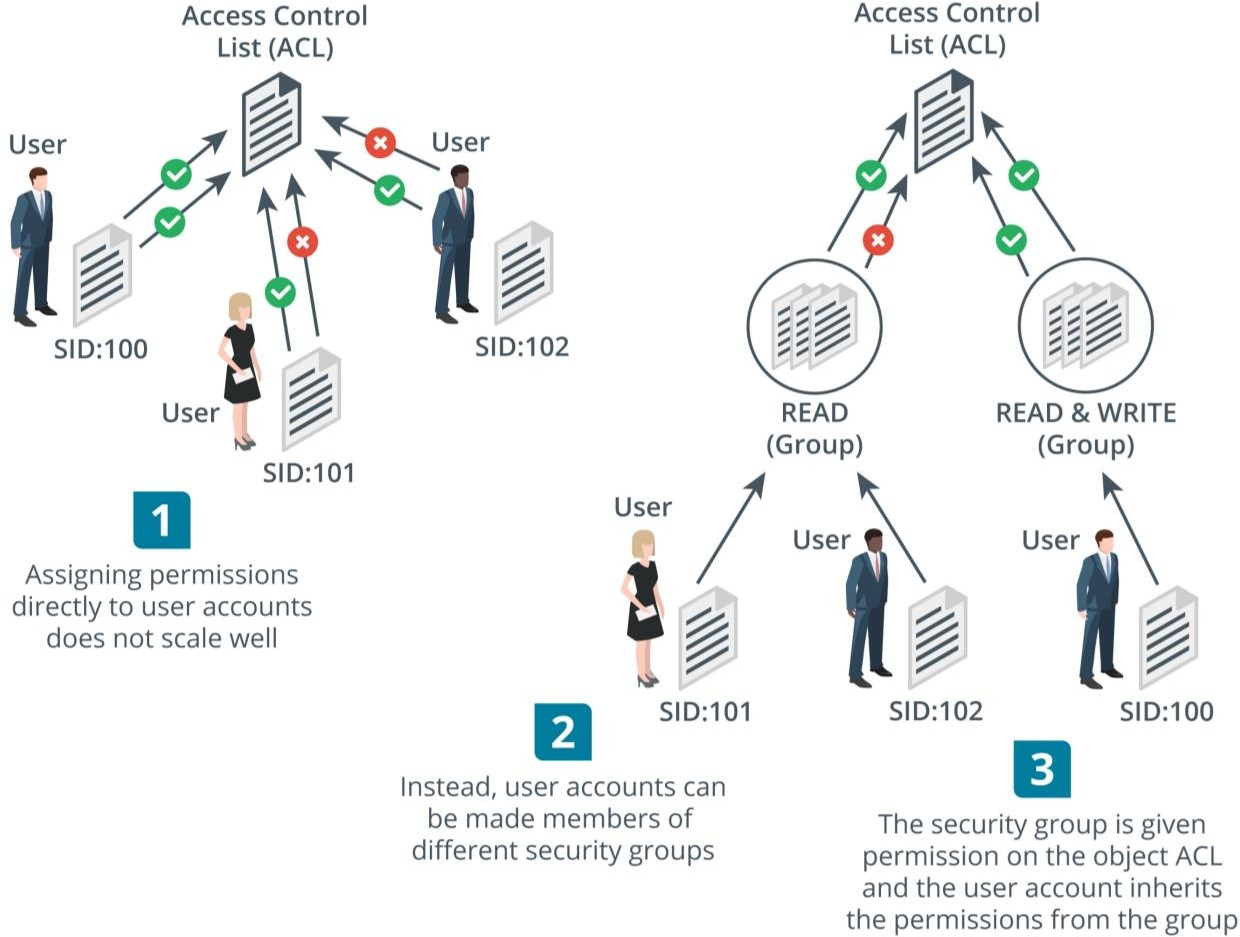 Access Control
List (ACL)
User
User
SID:100
SID:102
User
SID:101
1
Assigning permissions
directly to user accounts
does not scale well
Access Control
List (ACL)
READ
(Group)
READ & WRITE
(Group)
User
User
User
SID:101
SID:102
SID:100
2
Instead, user accounts can
be made members of
different security groups
3
The security group is given
permission on the object ACL
and the user account inherits
the permissions from the group